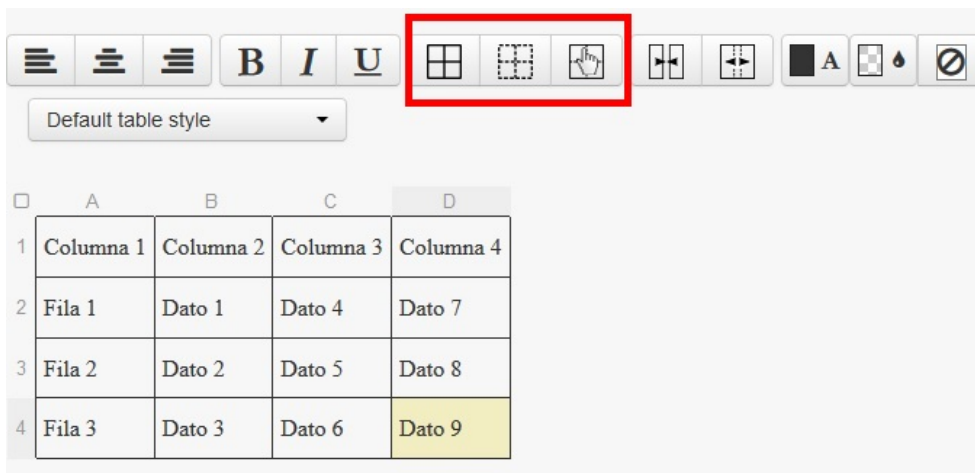 B I U A
Default table style
A B C D
1 Columna 1 Columna 2 Columna 3 Columna 4
2 Fila 1 Dato 1 Dato 4 Dato 7
3 Fila 2 Dato 2 Dato 5 Dato 8
4 Fila 3 Dato 3 Dato 6 Dato 9